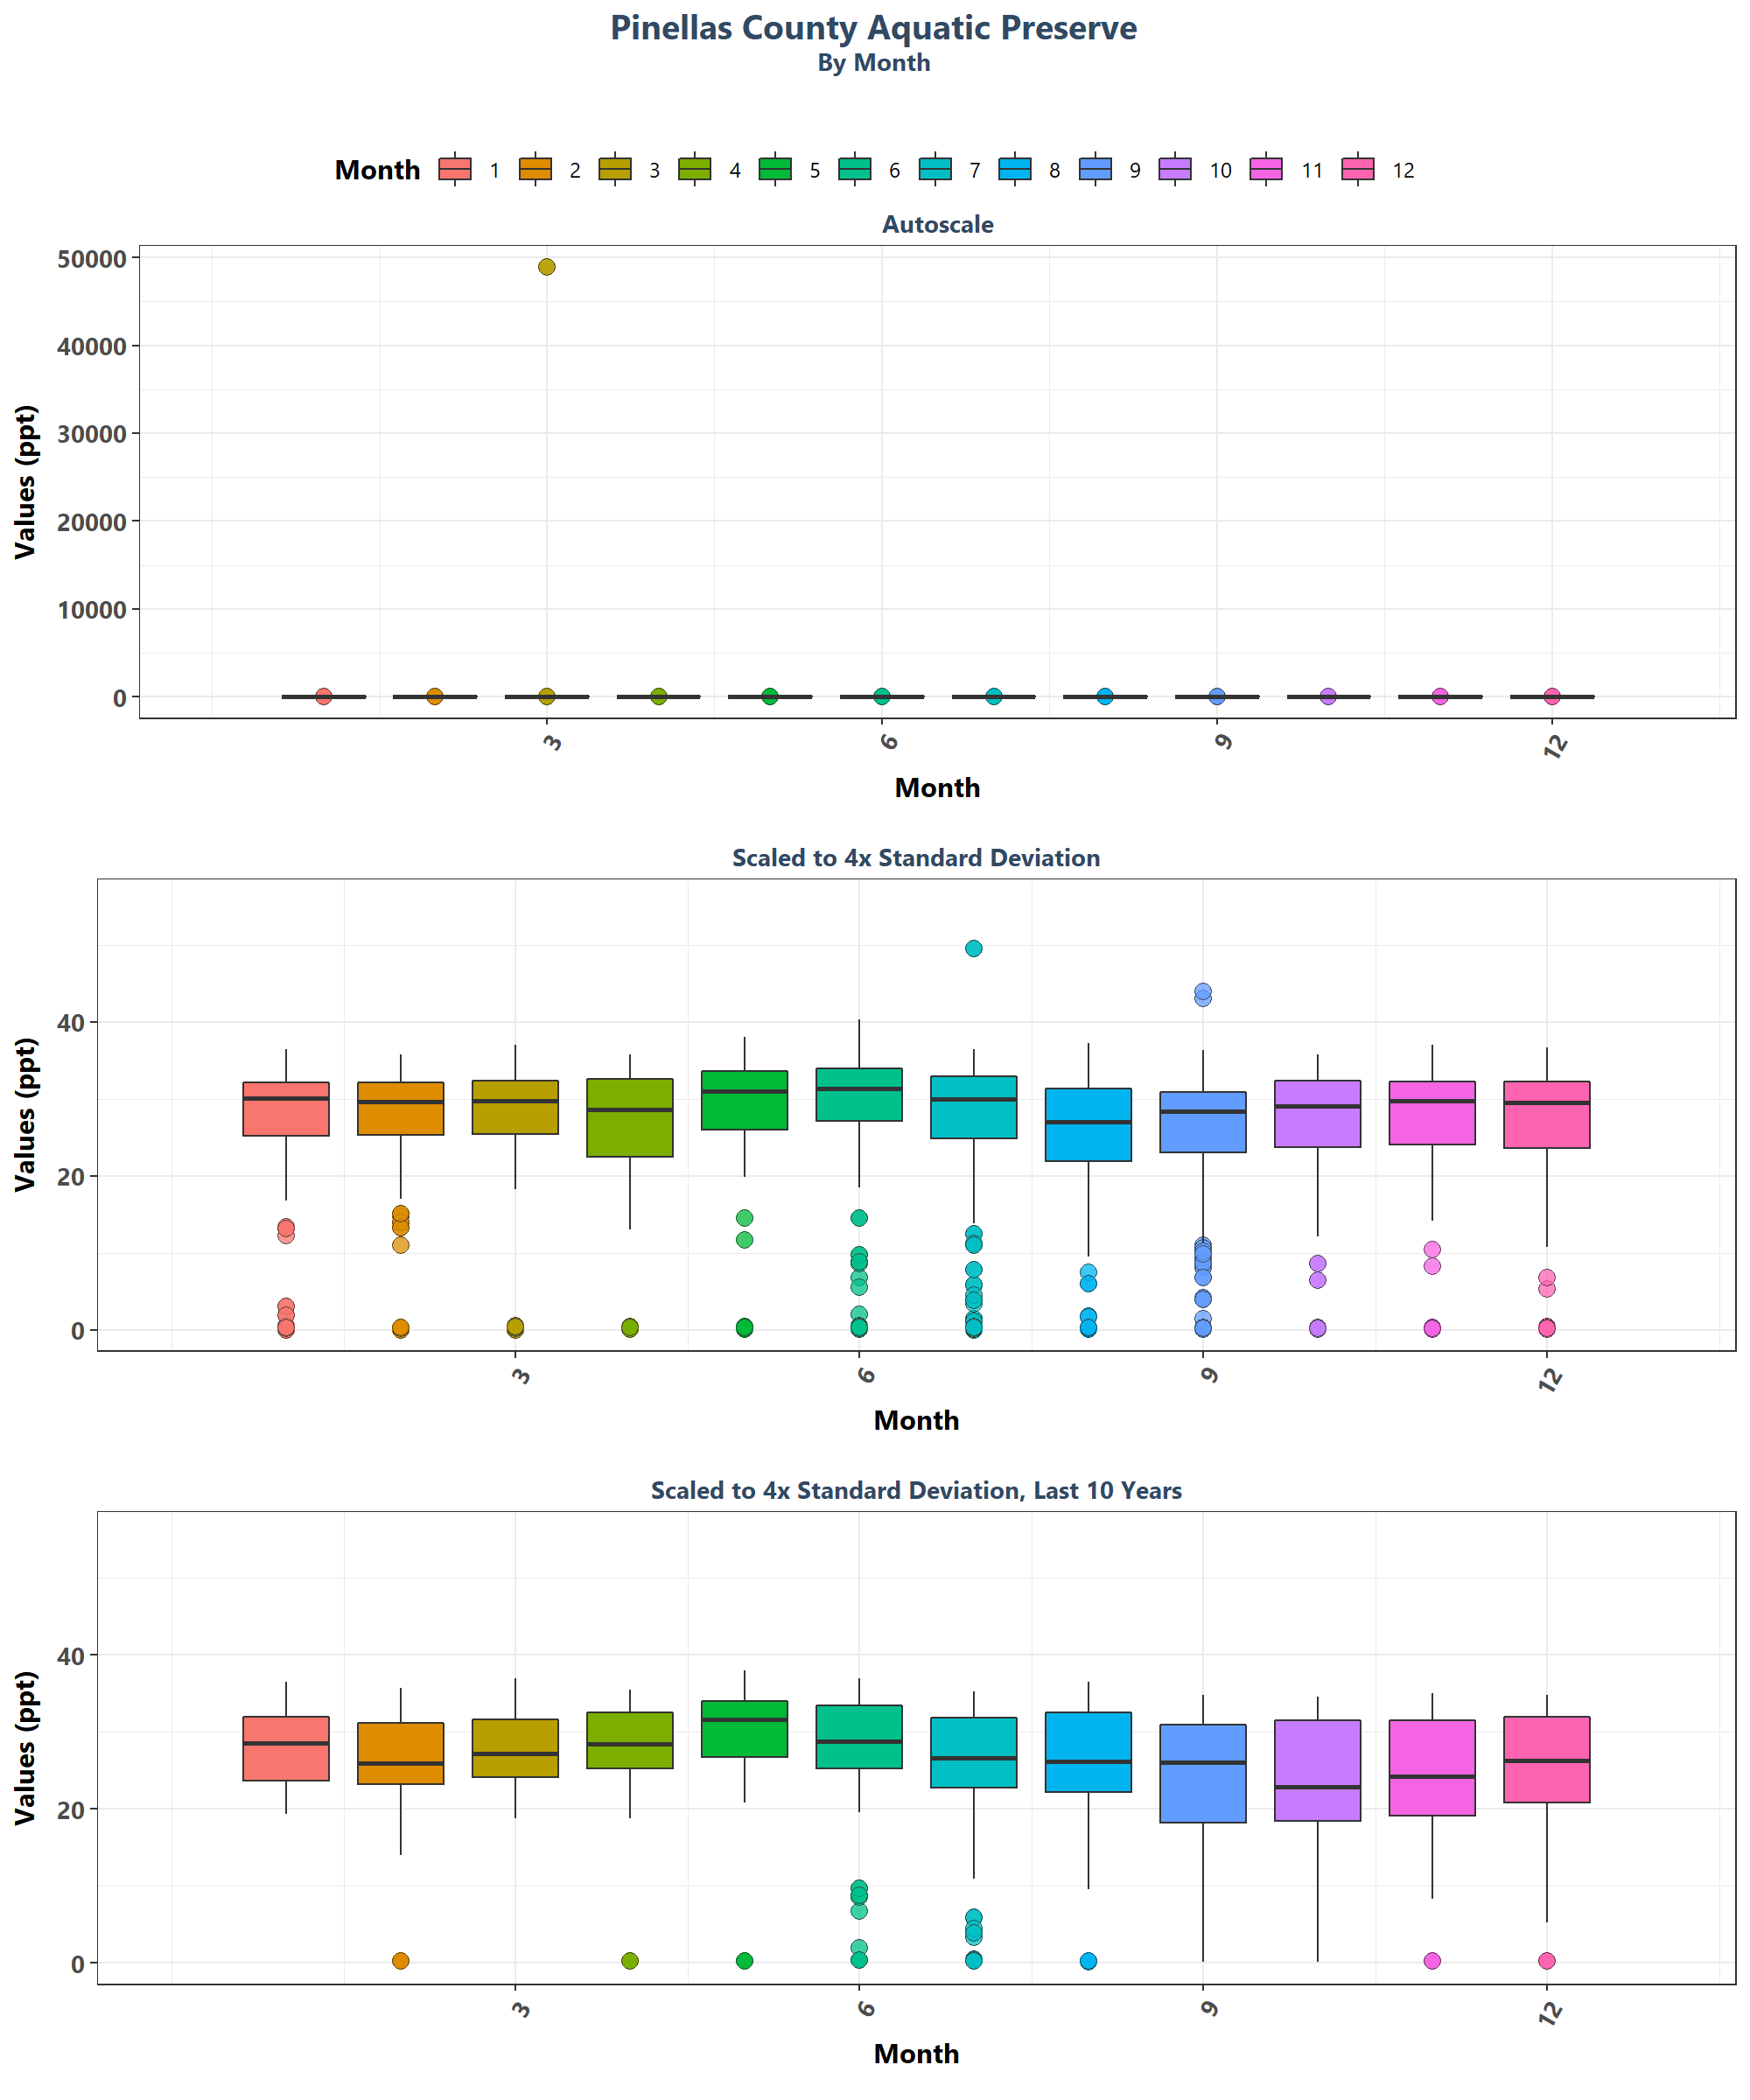 Pinellas County Aquatic Preserve
By Month
Month 1 2 3 4 5 6 7 8 9 10 11 12
Autoscale
50000
40000
30000
20000
10000
0
Values (ppt)
3 6 9 12
Month
Scaled to 4x Standard Deviation
40
20
0
Values (ppt)
3 6 9 12
Month
Scaled to 4x Standard Deviation, Last 10 Years
40
20
0
Values (ppt)
3 6 9 12
Month